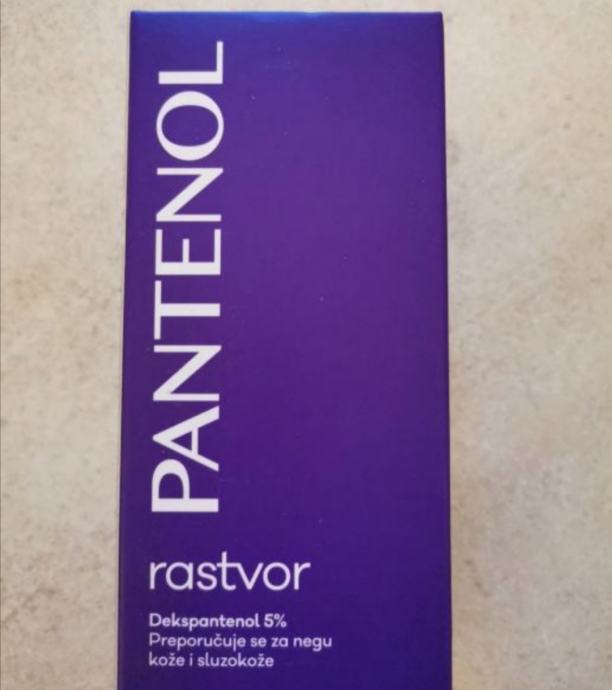 PANTENOL
rastvor
Dekspantenol 5%
Preporučuje se za negu
kože i sluzokože